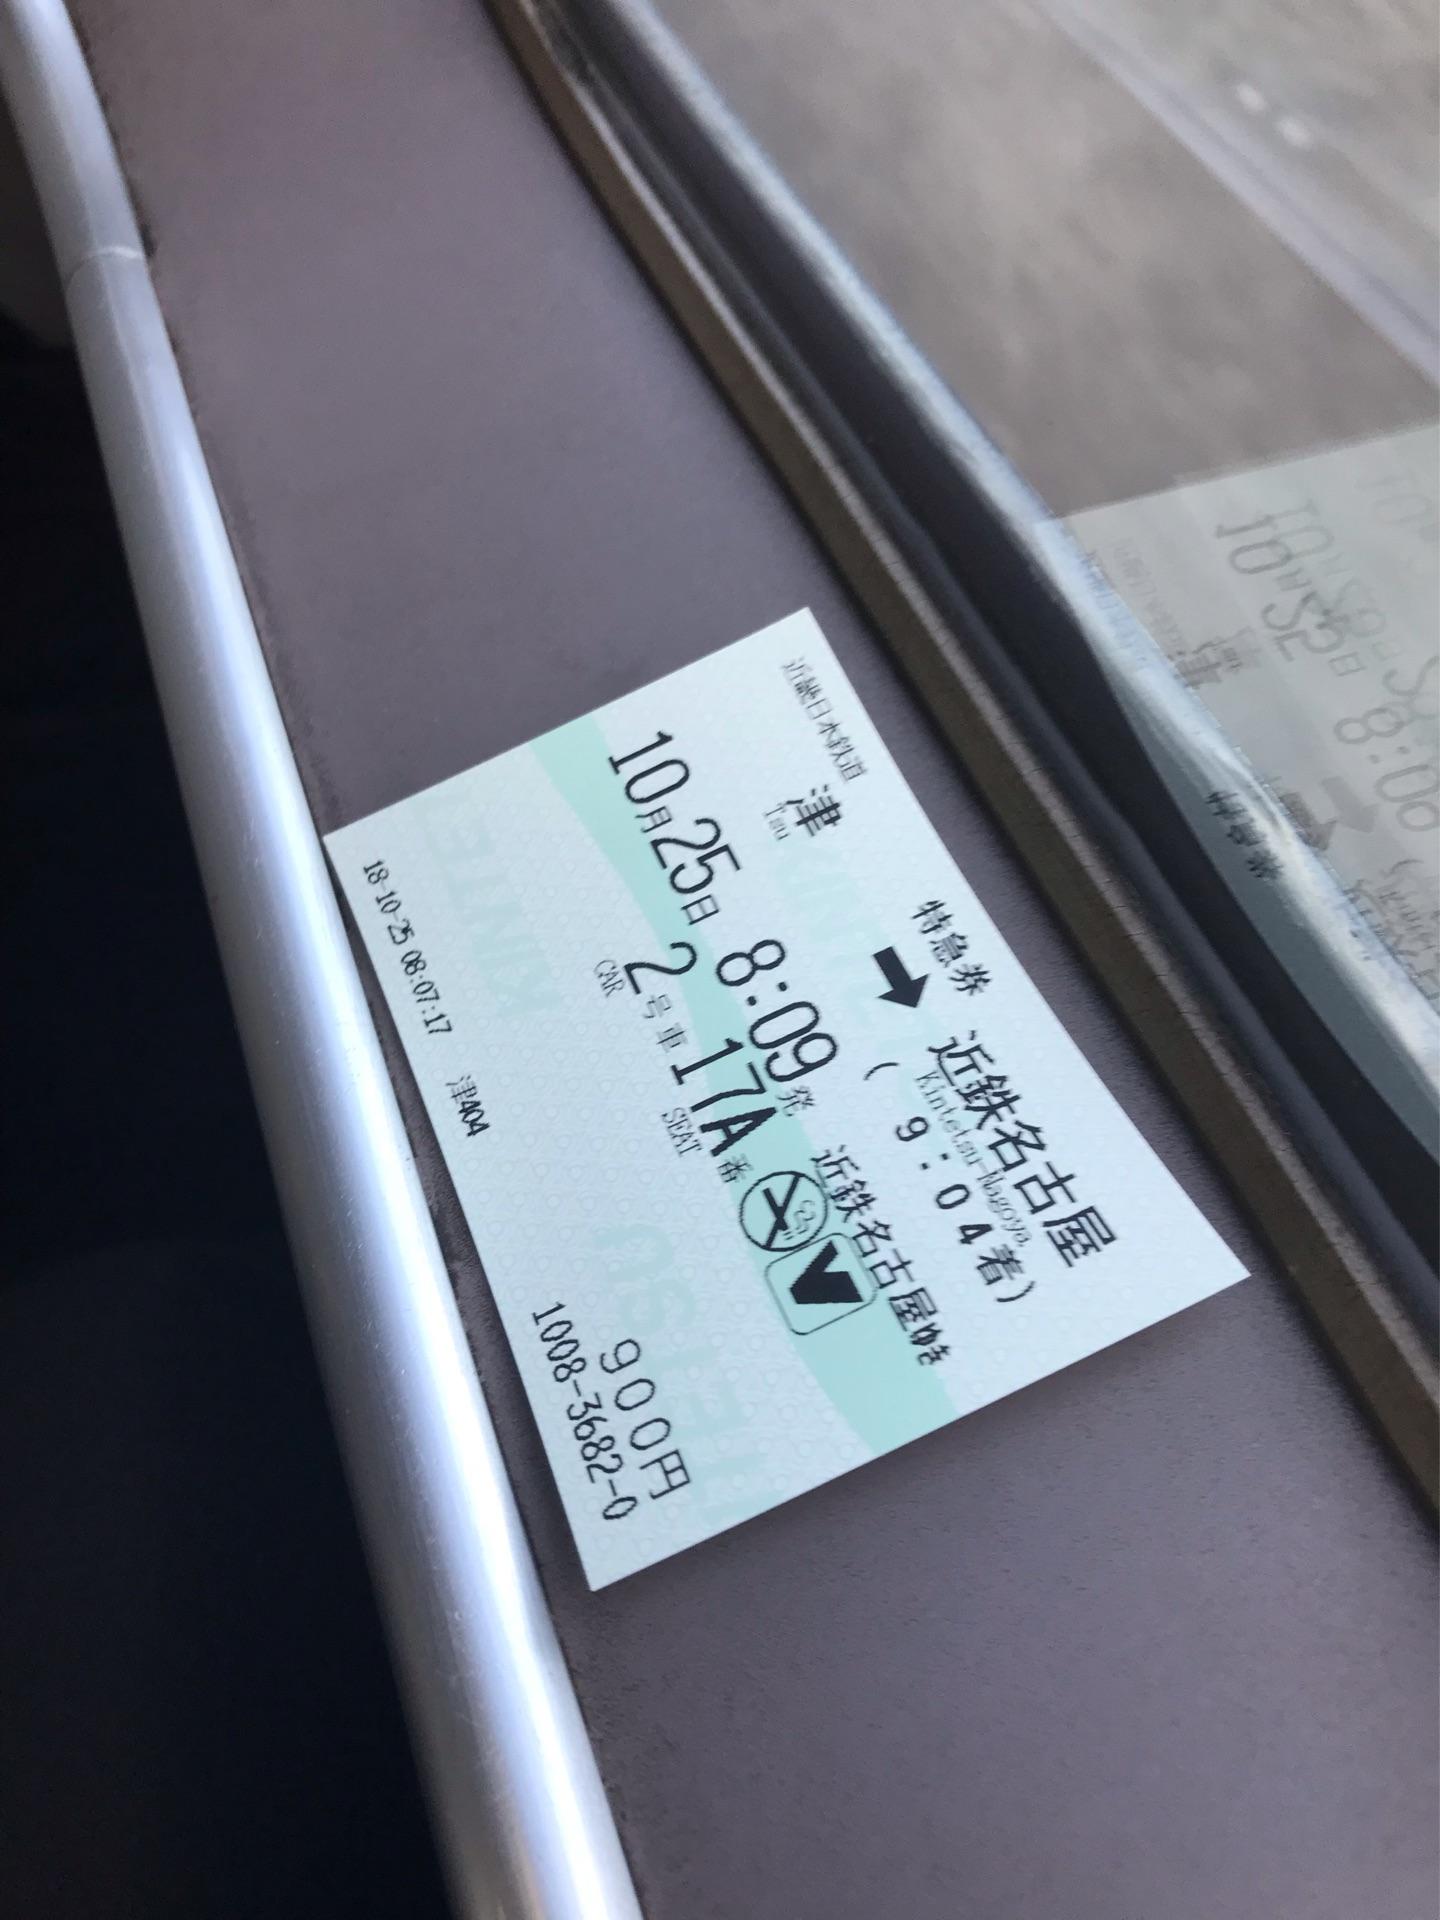 近畿日本鉄道
特急券
津 → 近鉄名古屋
Tsu Kintetsu-Nagoya
( 9:04着)
10月25日 8:09発 近鉄名古屋ゆき
2号車 17A番
CAR SEAT
V
900円
18-10-25 08:07:17 津404 1008-3682-0